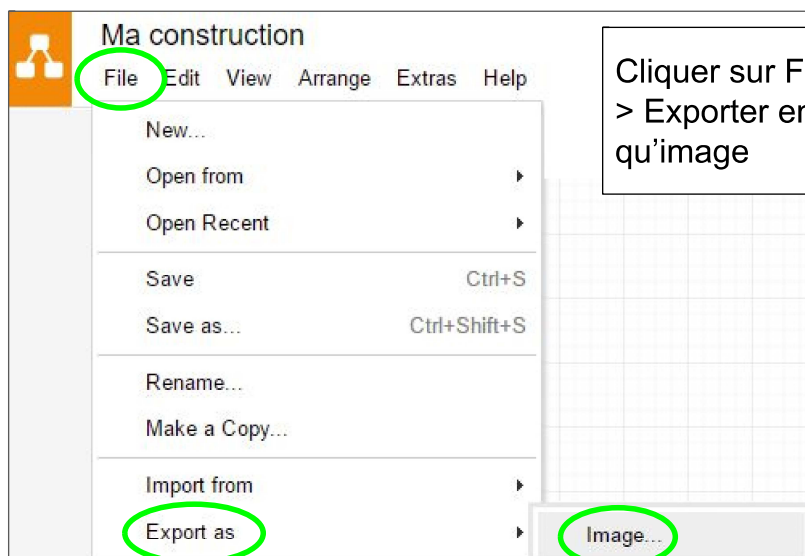 Ma construction
File Edit View Arrange Extras Help
Cliquer sur F
> Exporter en
qu'image
New...
Open from
Open Recent
Save Ctrl+S
Save as... Ctrl+Shift+S
Rename...
Make a Copy...
Import from
Export as
Image...